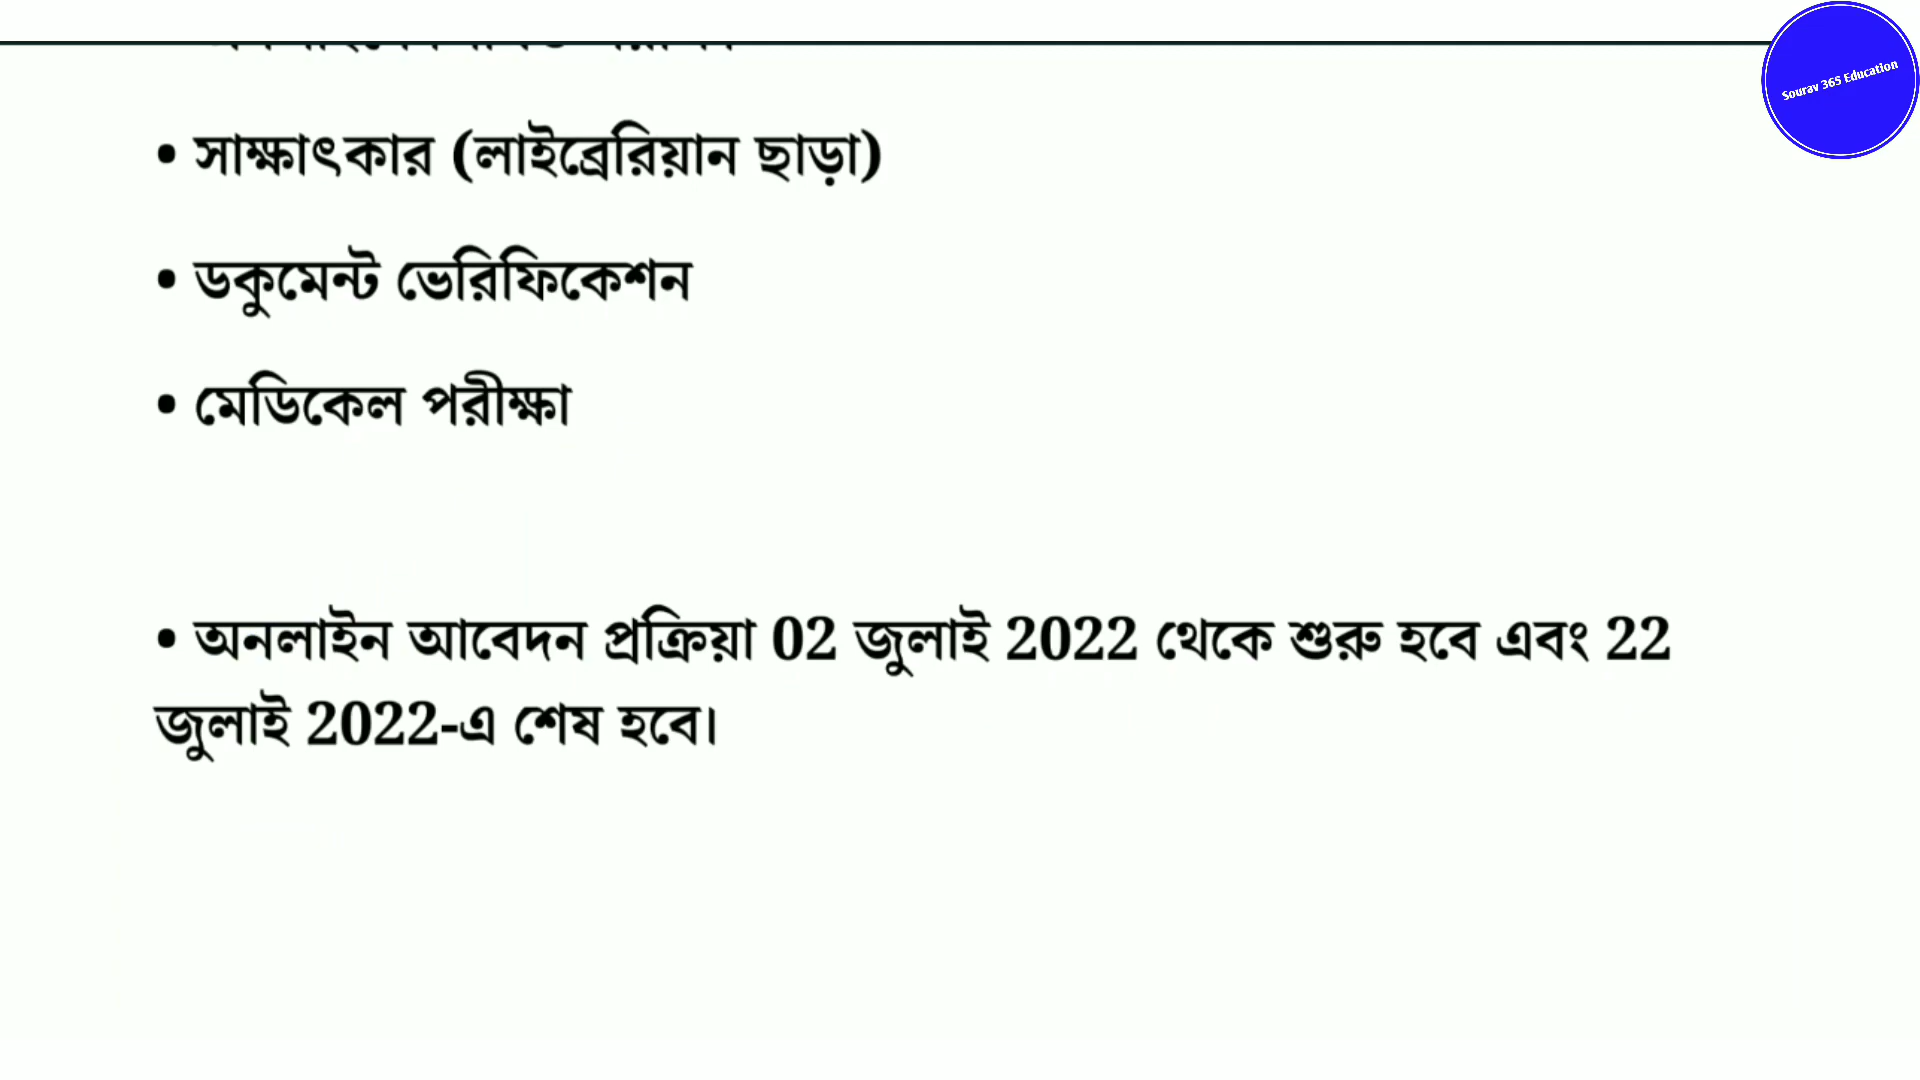 • সাক্ষাৎকার (লাইব্রেরিয়ান ছাড়া)
Sourav 365 Education
• ডকুমেন্ট ভেরিফিকেশন
• মেডিকেল পরীক্ষা
• অনলাইন আবেদন প্রক্রিয়া 02 জুলাই 2022 থেকে শুরু হবে এবং 22
জুলাই 2022-এ শেষ হবে।